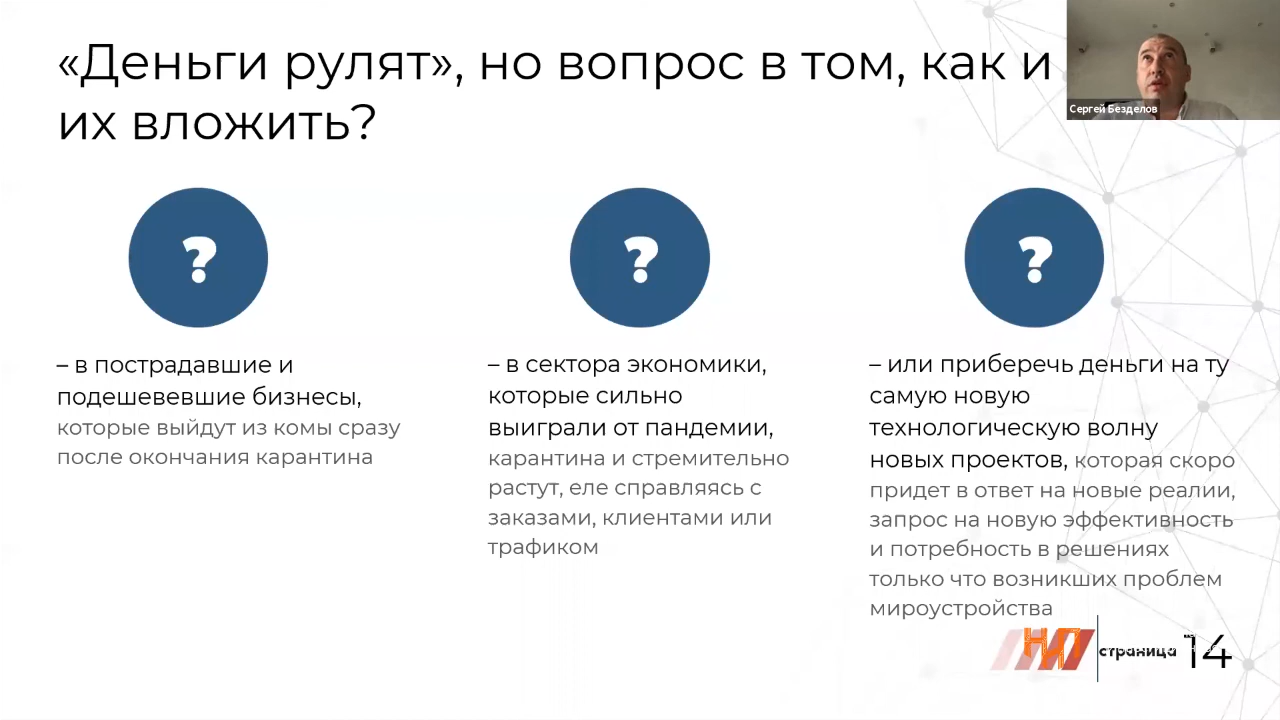 «Деньги рулят», но вопрос в том, как и
их вложить?
Сергей Безделов
?
?
?
– в пострадавшие и
подешевевшие бизнесы,
которые выйдут из комы сразу
после окончания карантина
– в сектора экономики,
которые сильно
выиграли от пандемии,
карантина и стремительно
растут, еле справляясь с
заказами, клиентами или
трафиком
– или приберечь деньги на ту
самую новую
технологическую волну
новых проектов, которая скоро
придет в ответ на новые реалии,
запрос на новую эффективность
и потребность в решениях
только что возникших проблем
мироустройства
страница 14